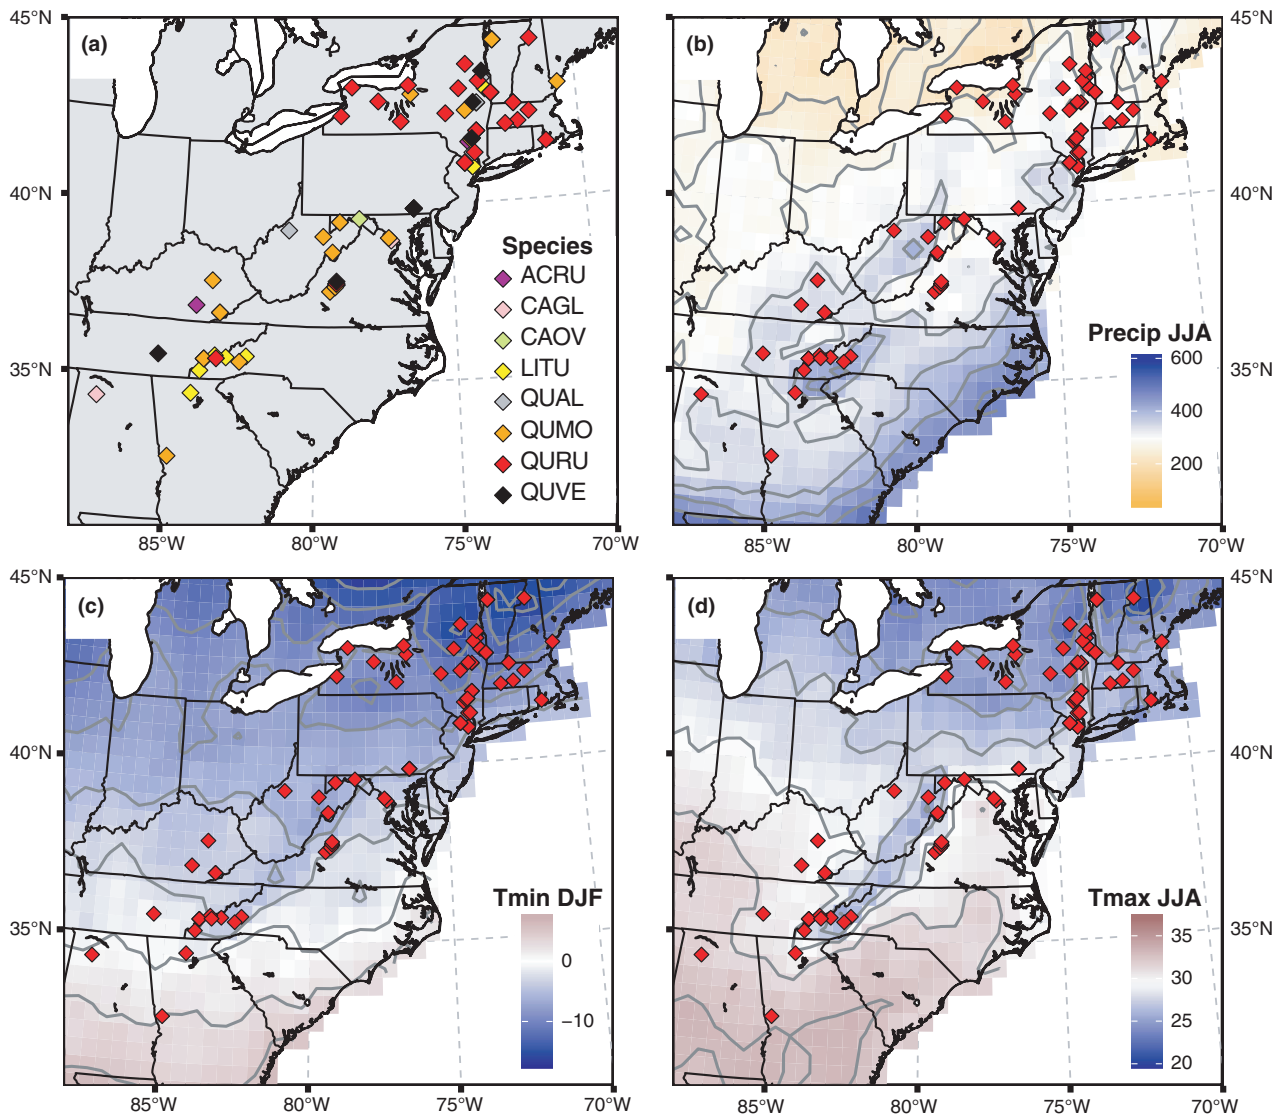 45°N
(a)
(b)
45°N
40°N
40°N
Species
ACRU
CAGL
CAOV
LITU
QUAL
QUMO
QURU
QUVE
35°N
Precip JJA
600
400
200
35°N
85°W
80°W
75°W
70°W
85°W
80°W
75°W
70°W
45°N
(c)
(d)
45°N
40°N
40°N
35°N
Tmin DJF
0
−10
Tmax JJA
35
30
25
20
35°N
85°W
80°W
75°W
70°W
85°W
80°W
75°W
70°W